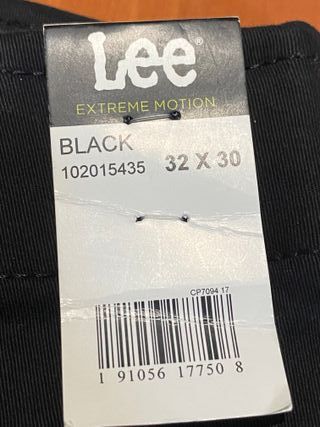 Lee®
EXTREME MOTION
BLACK
102015435 32 X 30
CP7094 17
1 91056 17750 8